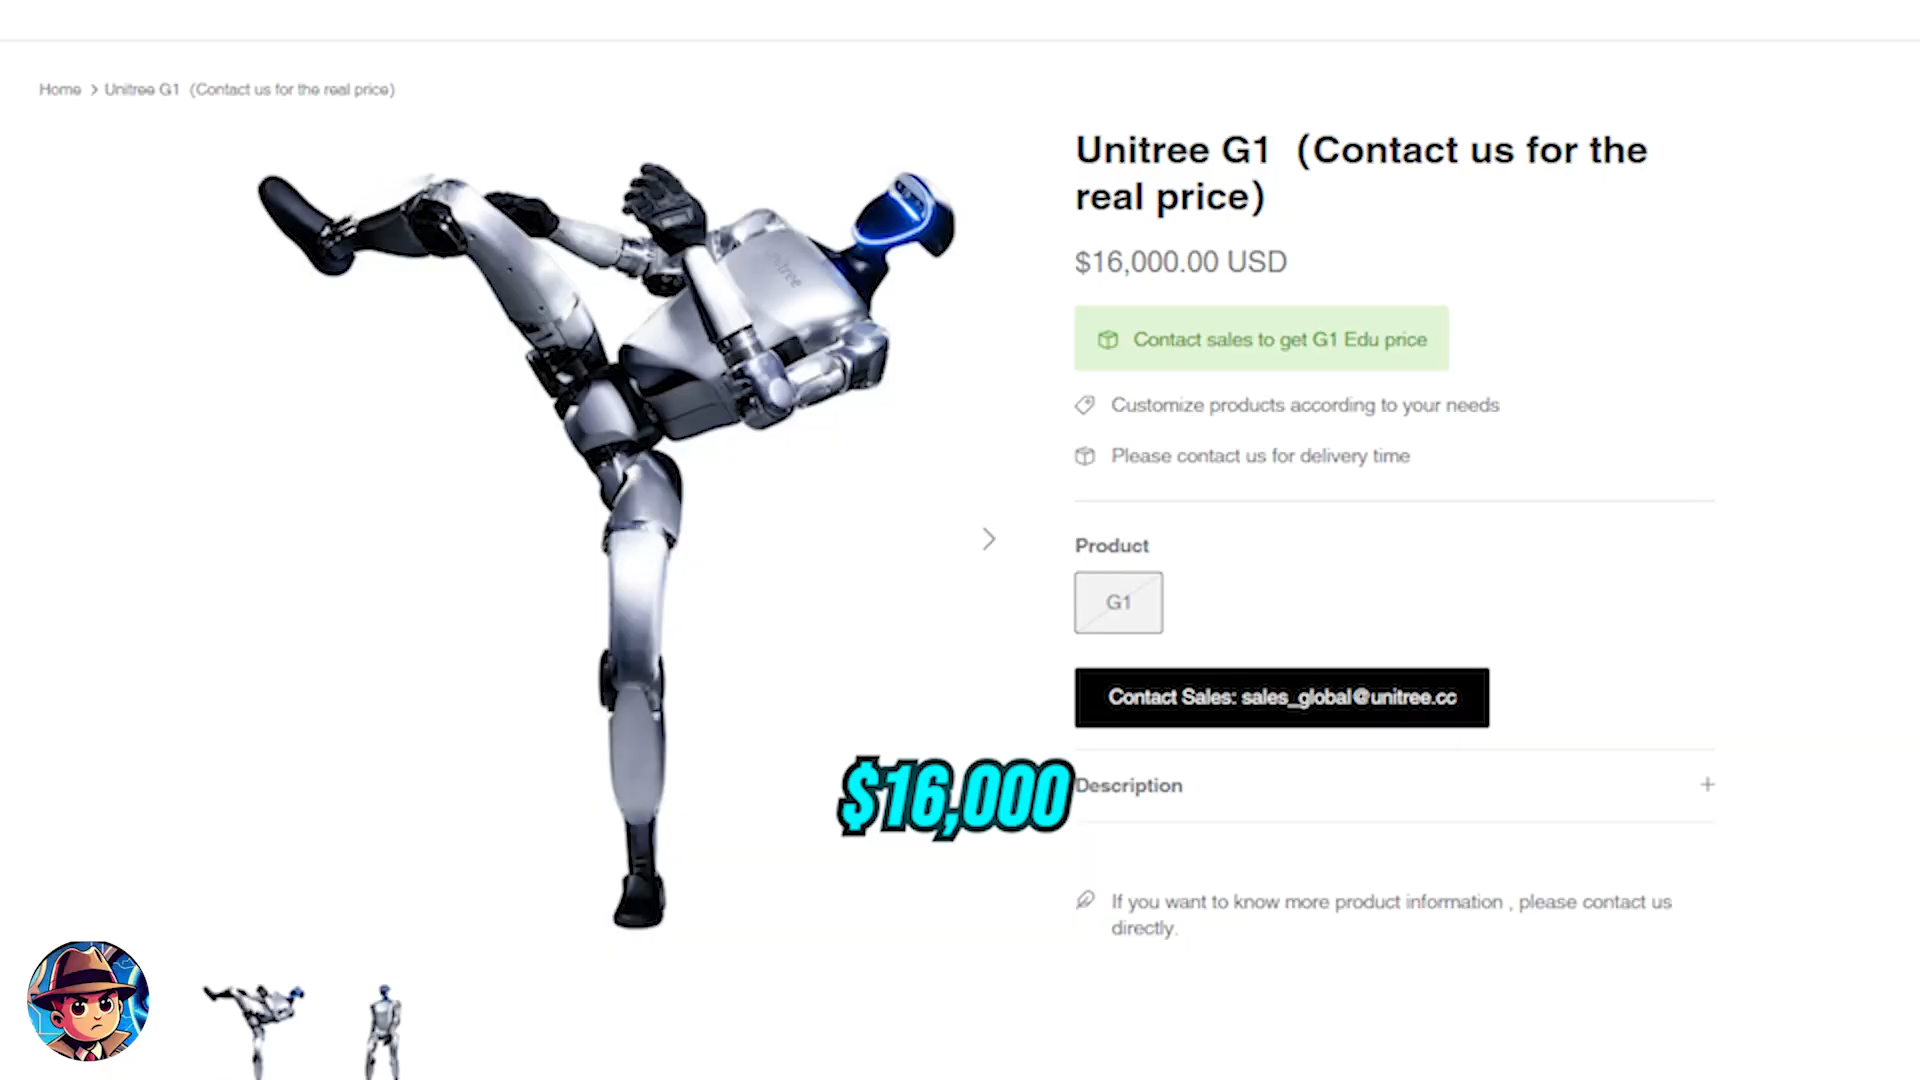 Home > Unitree G1（Contact us for the real price）
Unitree G1（Contact us for the
real price）
$16,000.00 USD
Contact sales to get G1 Edu price
Customize products according to your needs
Please contact us for delivery time
Product
G1
Contact Sales: sales_global@unitree.cc
$16,000
Description
If you want to know more product information , please contact us
directly.